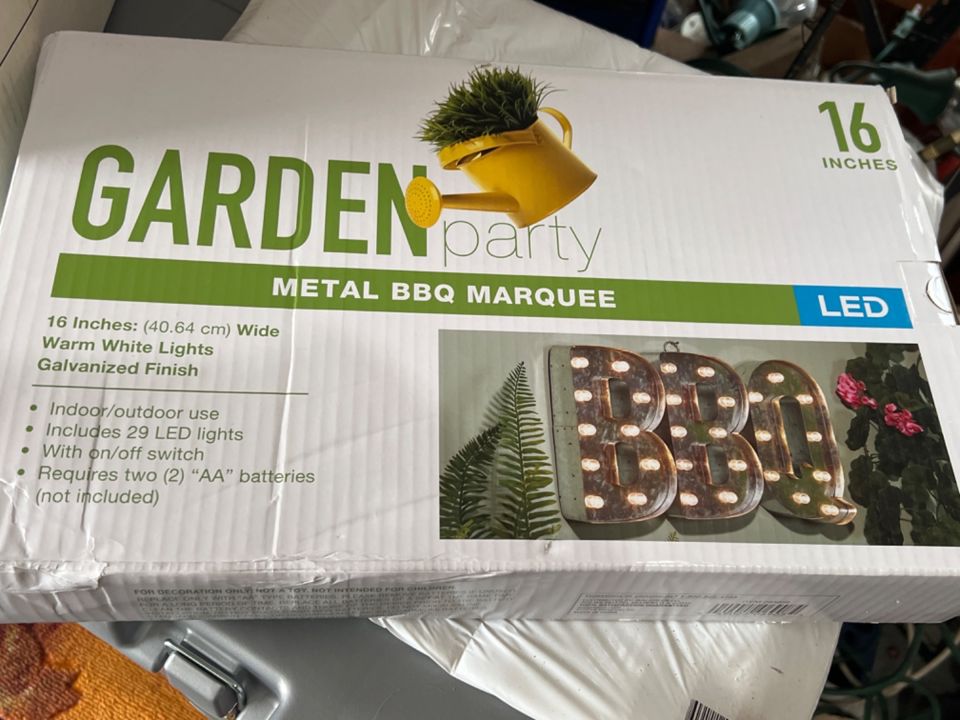 16
INCHES
GARDEN
party
METAL BBQ MARQUEE
LED
16 Inches: (40.64 cm) Wide
Warm White Lights
Galvanized Finish
• Indoor/outdoor use
• Includes 29 LED lights
• With on/off switch
• Requires two (2) “AA” batteries
(not included)
BBQ
FOR DECORATION ONLY; NOT A TOY. NOT INTENDED FOR CHILDREN.